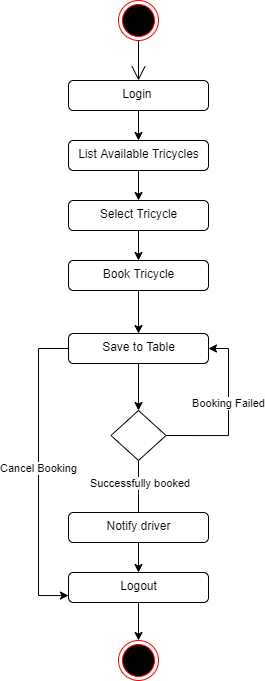 Login
List Available Tricycles
Select Tricycle
Book Tricycle
Save to Table
Booking Failed
Cancel Booking
Successfully booked
Notify driver
Logout